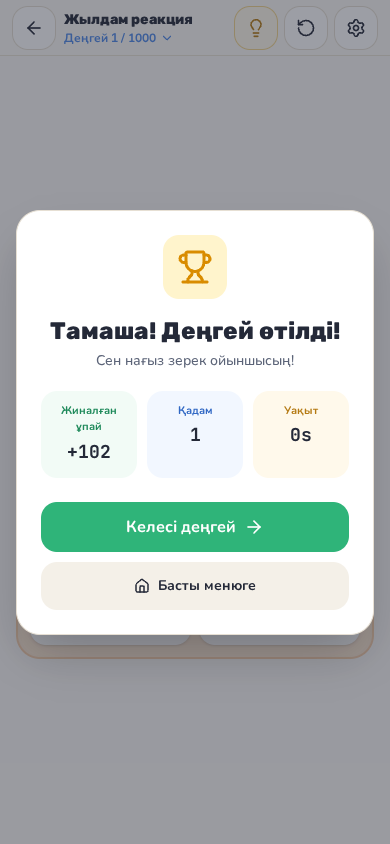 Жылдам реакция
Деңгей 1 / 1000
Тамаша! Деңгей өтілді!
Сен нағыз зерек ойыншысың!
Жиналған
ұпай
+102
Қадам
1
Уақыт
0s
Келесі деңгей
Басты менюге